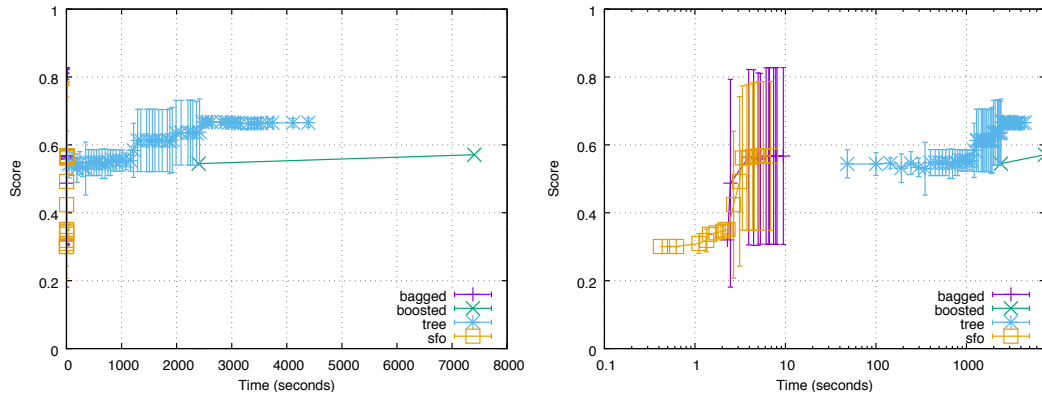 1
0.8
0.6
0.4
0.2
0
Score
0 1000 2000 3000 4000 5000 6000 7000 8000
Time (seconds)
bagged
boosted
tree
sfo
1
0.8
0.6
0.4
0.2
0
Score
0.1 1 10 100 1000
Time (seconds)
bagged
boosted
tree
sfo